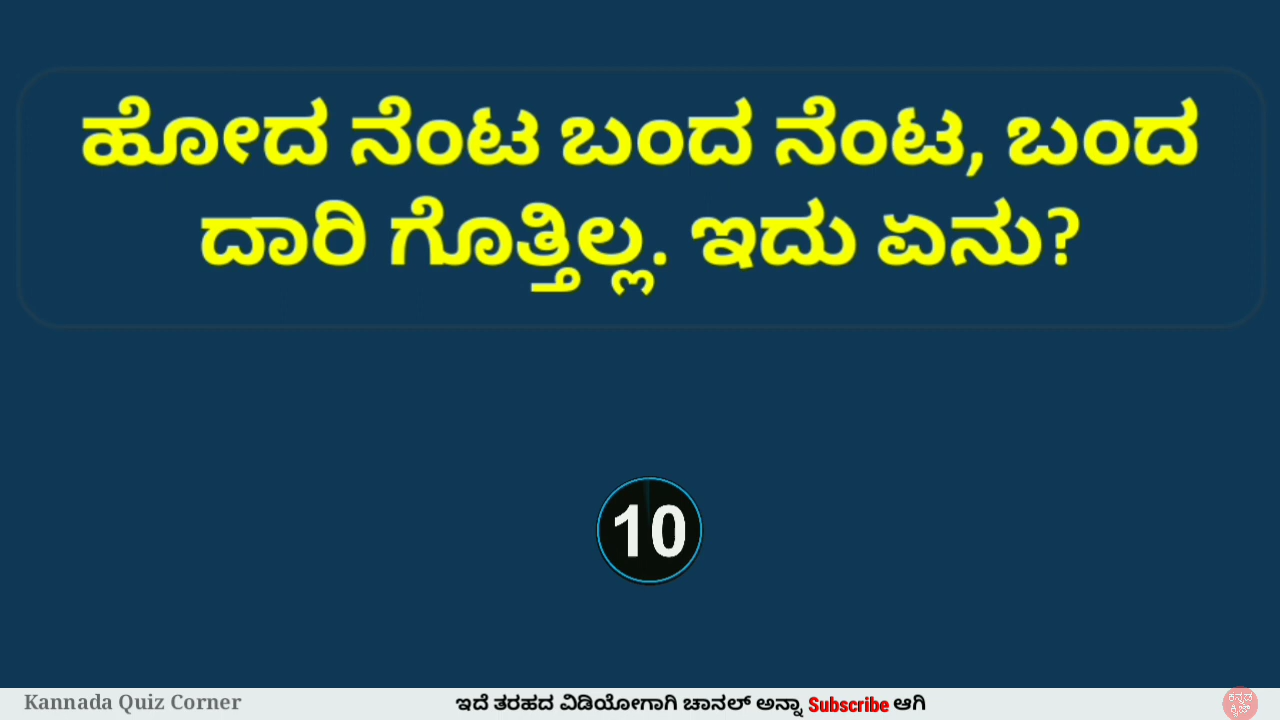 ಹೋದ ನೆಂಟ ಬಂದ ನೆಂಟ, ಬಂದ
ದಾರಿ ಗೊತ್ತಿಲ್ಲ. ಇದು ಏನು?
10
Kannada Quiz Corner
ಇದೆ ತರಹದ ವಿಡಿಯೋಗಾಗಿ ಚಾನಲ್ ಅನ್ನಾ Subscribe ಆಗಿ